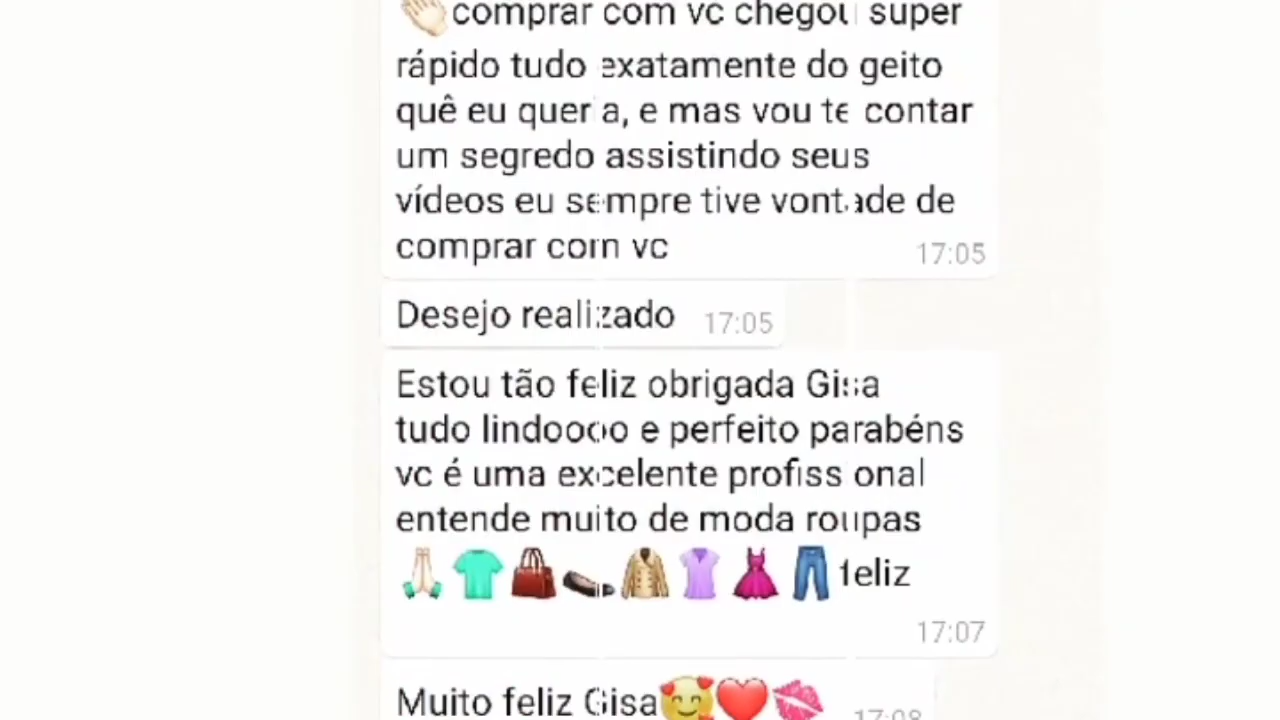 👏🏻comprar com vc chegou super
rápido tudo exatamente do geito
quê eu queria, e mas vou te contar
um segredo assistindo seus
vídeos eu sempre tive vontade de
comprar com vc 17:05
Desejo realizado 17:05
Estou tão feliz obrigada Gisa
tudo lindoooo e perfeito parabéns
vc é uma excelente profissional
entende muito de moda roupas
🙏🏻👕👜🥿🧥👚👗👖feliz
17:07
Muito feliz Gisa🥰❤️💋 17:08